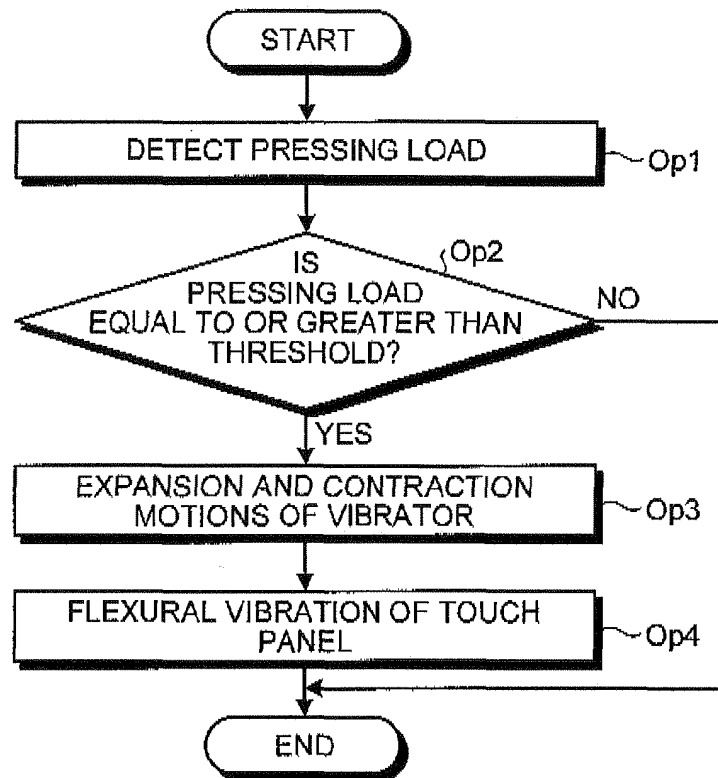 START
DETECT PRESSING LOAD
Op1
Op2
IS
PRESSING LOAD
EQUAL TO OR GREATER THAN
THRESHOLD?
NO
YES
EXPANSION AND CONTRACTION
MOTIONS OF VIBRATOR
Op3
FLEXURAL VIBRATION OF TOUCH
PANEL
Op4
END